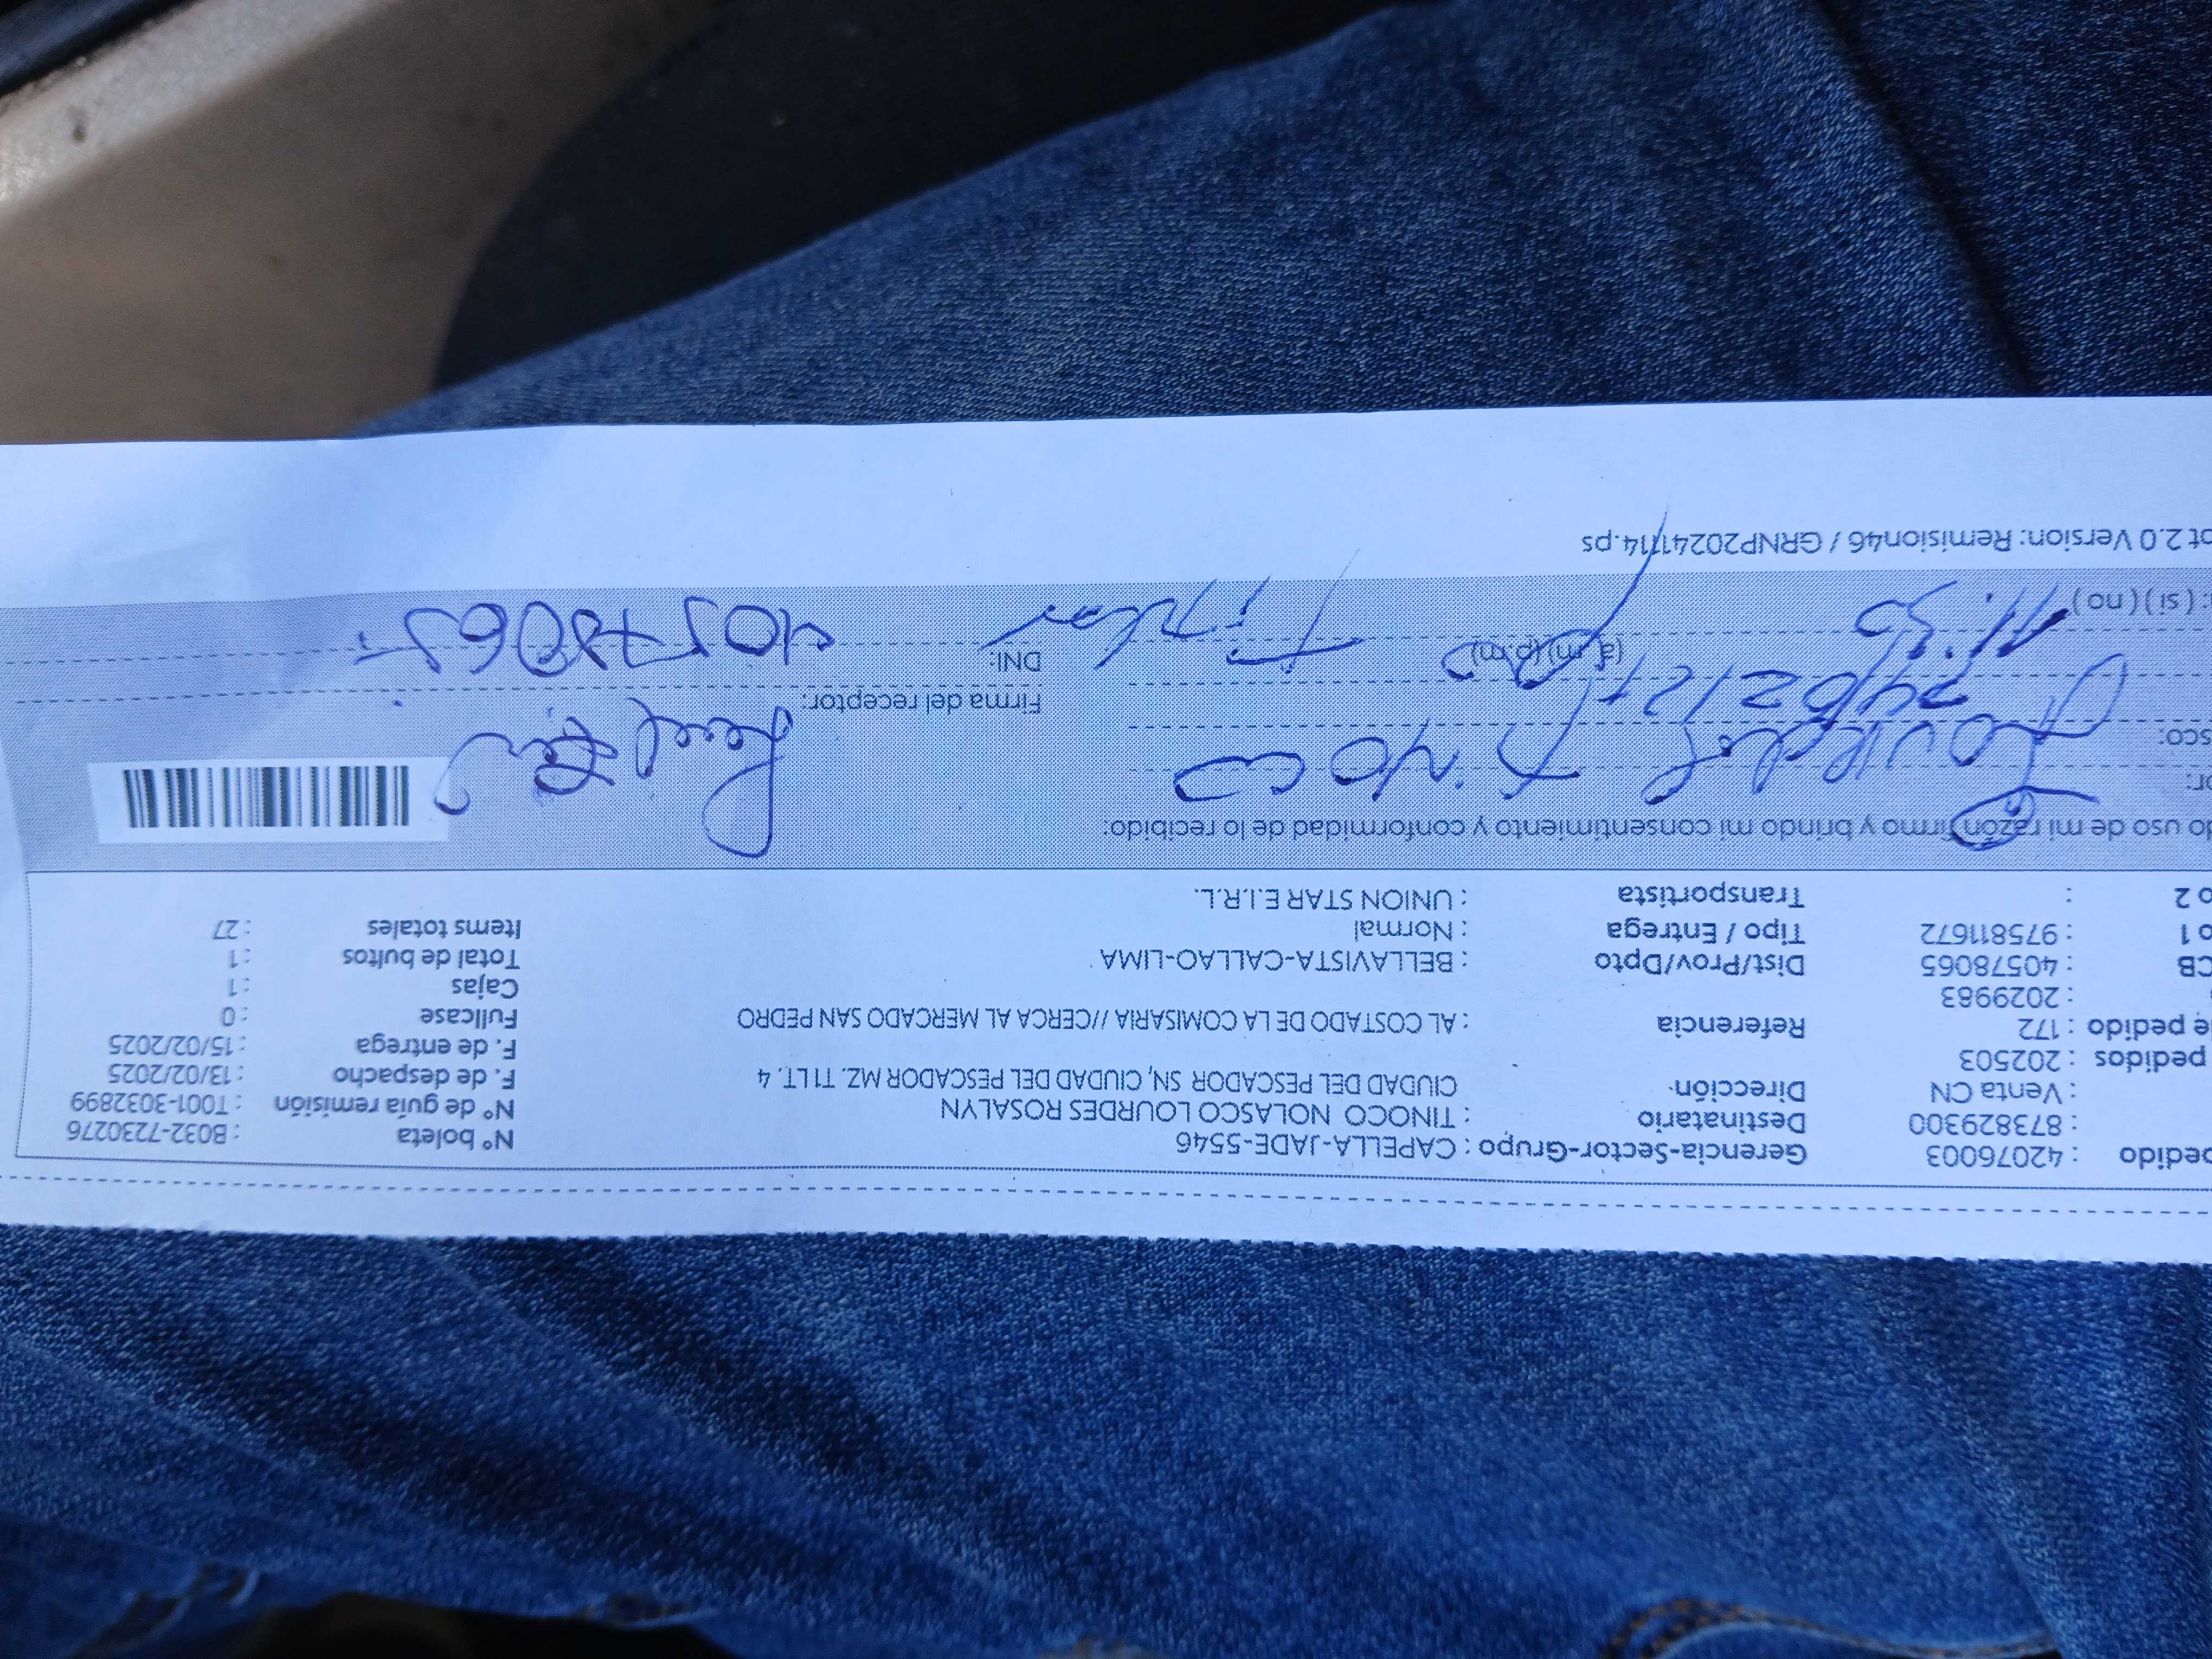 pedido : 42076003 Gerencia-Sector-Grupo : CAPELLA-JADE-5546 N° boleta : B032-7230276
: 873829300 Destinatario : TINOCO NOLASCO LOURDES ROSALYN N° de guía remisión : T001-3032899
: Venta CN Dirección CIUDAD DEL PESCADOR SN, CIUDAD DEL PESCADOR MZ. T1 LT. 4 F. de despacho : 13/02/2025
pedidos : 202503 F. de entrega : 15/02/2025
e pedido : 172 Referencia : AL COSTADO DE LA COMISARIA //CERCA AL MERCADO SAN PEDRO Fullcase : 0
: 2029983 Cajas : 1
CB : 40578065 Dist/Prov/Dpto : BELLAVISTA-CALLAO-LIMA Total de bultos : 1
o 1 : 975811672 Tipo / Entrega : Normal Items totales : 27
o 2 : Transportista : UNION STAR E.I.R.L.
do uso de mi razón firmo y brindo mi consentimiento y conformidad de lo recibido:
or: Lourdes Tinoco
sco: Firma del receptor:
(a.m) (p.m) DNI: 40578065
: (si) (no) 11:30 Titular
ot 2.0 Version: Remision46 / GRNP20241114.ps